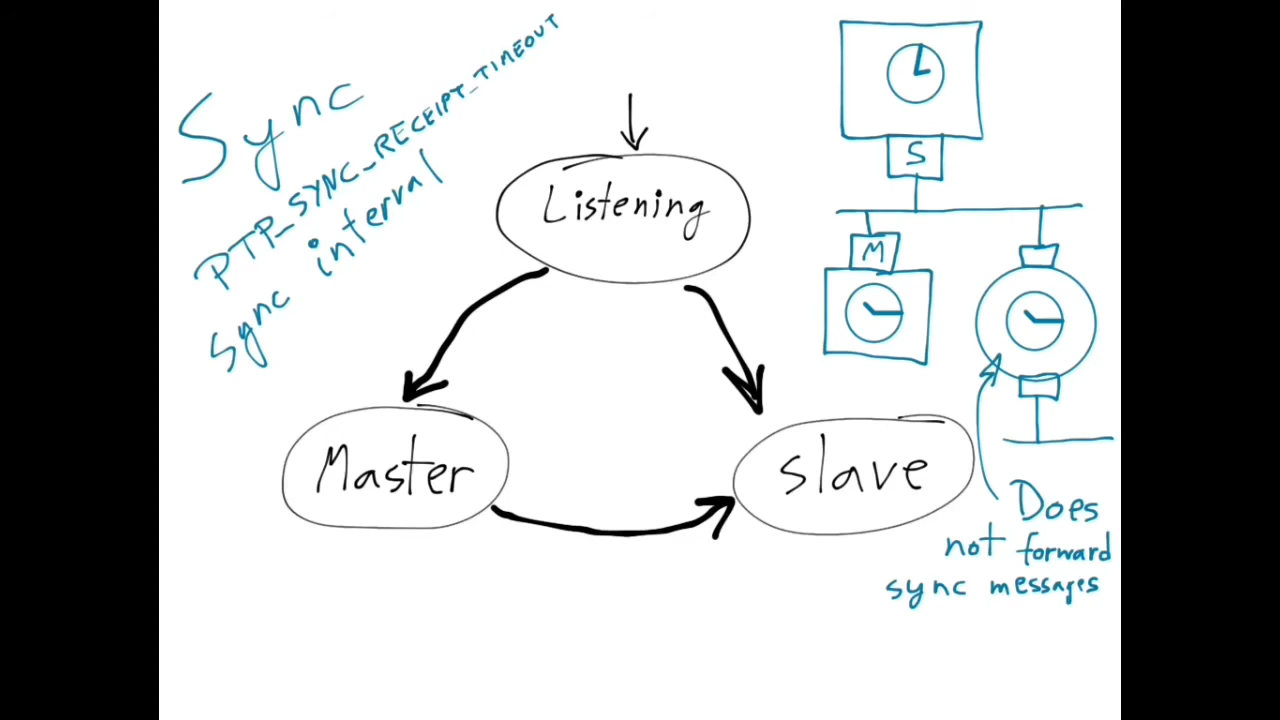 Sync
PTP_SYNC_RECEIPT_TIMEOUT
sync interval
Listening
Master
slave
S
M
Does
not forward
sync messages